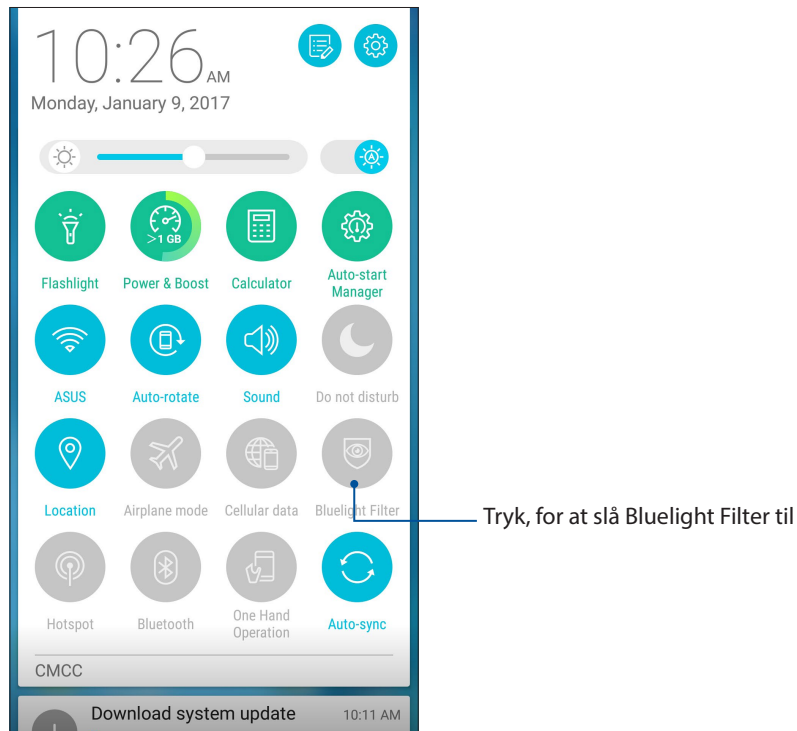 10:26 AM
Monday, January 9, 2017
A
>1 GB
Flashlight
Power & Boost
Calculator
Auto-start
Manager
ASUS
Auto-rotate
Sound
Do not disturb
Location
Airplane mode
Cellular data
Bluelight Filter
Tryk, for at slå Bluelight Filter til
Hotspot
Bluetooth
One Hand
Operation
Auto-sync
CMCC
Download system update
10:11 AM